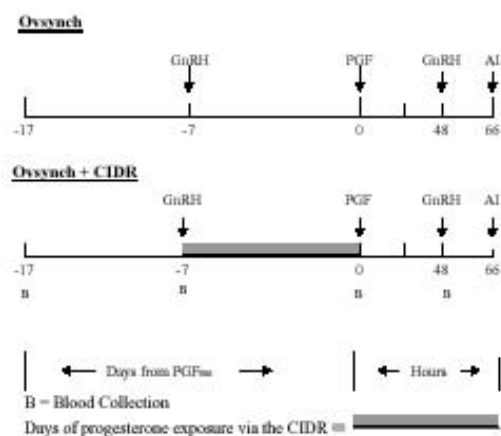 Ovsynch
GnRH PGF GnRH AI
-17 -7 0 48 66
Ovsynch + CIDR
GnRH PGF GnRH AI
-17 -7 0 48 66
B B B B
Days from PGF Hours
B = Blood Collection
Days of progesterone exposure via the CIDR =